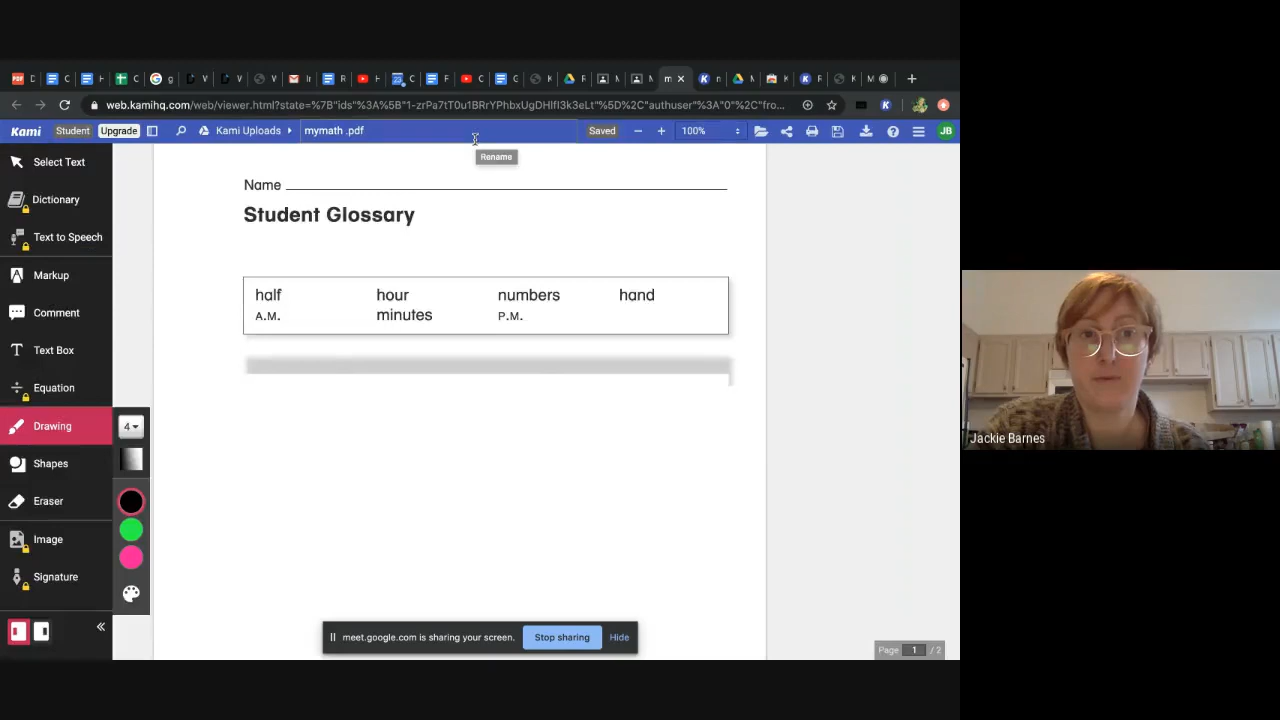 D C H C g V V V Ir R H 23 C F C G K R M M m × K n M K R K M +
web.kamihq.com/web/viewer.html?state=%7B"ids"%3A%5B"1-zrPa7tT0u1BRrYPhbxUgDHlfI3k3eLt"%5D%2C"authuser"%3A"0"%2C"fro...
Kami Student Upgrade Kami Uploads mymath .pdf Saved 100% JB
Rename
Select Text
Dictionary
Text to Speech
Markup
Comment
Text Box
Equation
Drawing 4
Shapes
Eraser
Image
Signature
Name
Student Glossary
half hour numbers hand
A.M. minutes P.M.
Jackie Barnes
meet.google.com is sharing your screen. Stop sharing Hide
Page 1 / 2